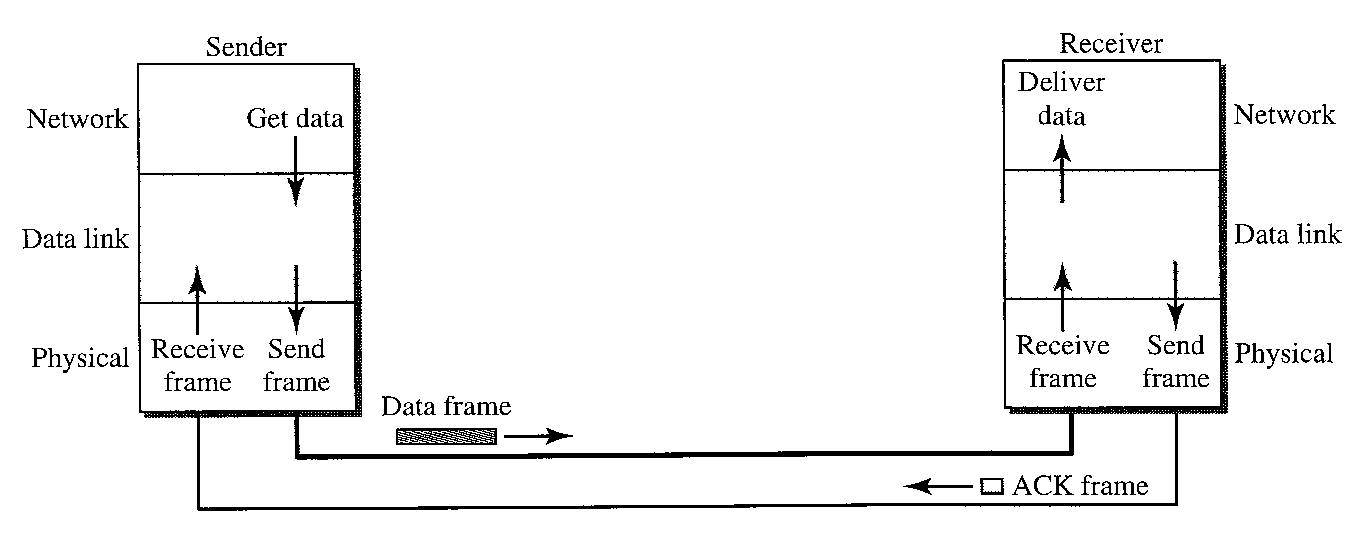 Sender
Receiver
Network
Get data
Deliver
data
Network
Data link
Data link
Physical
Receive
frame
Send
frame
Receive
frame
Send
frame
Physical
Data frame
ACK frame